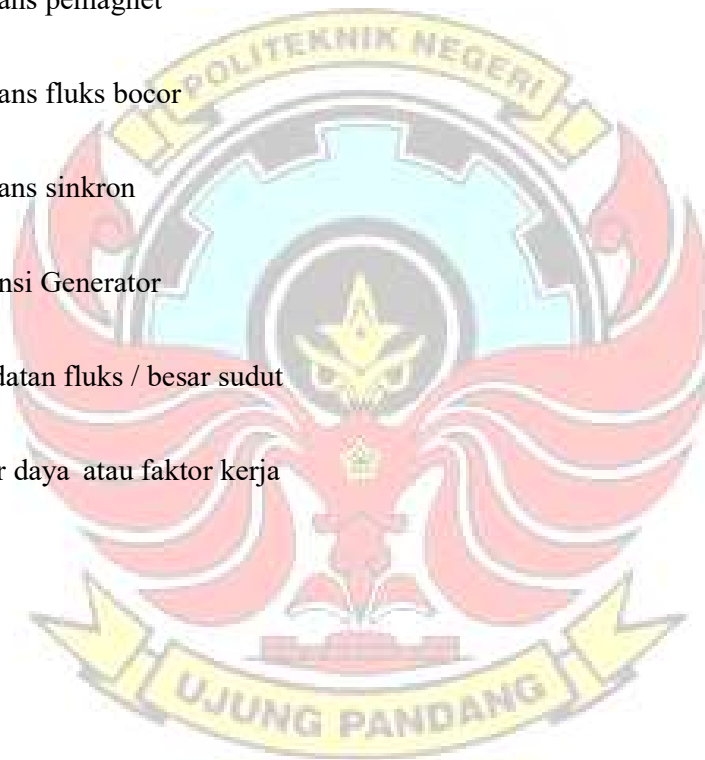 ans pemagnet
POLITEKNIK NEGERI
ans fluks bocor
ans sinkron
nsi Generator
datan fluks / besar sudut
r daya atau faktor kerja
UJUNG PANDANG